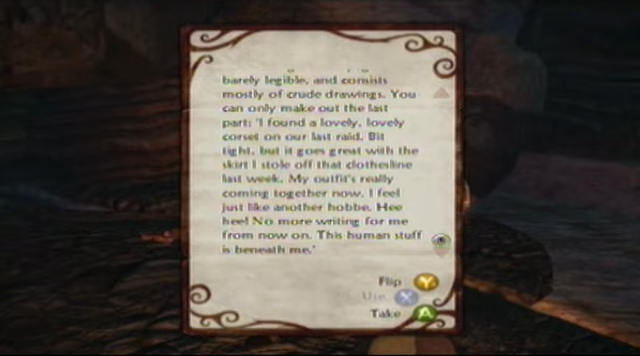 barely legible, and consists
mostly of crude drawings. You
can only make out the last
part: 'I found a lovely, lovely
corset on our last raid. Bit
tight, but it goes great with the
skirt I stole off that clothesline
last week. My outfit's really
coming together now. I feel
just like another hobbe. Hee
hee! No more writing for me
from now on. This human stuff
is beneath me.'
Flip Y
Use X
Take A